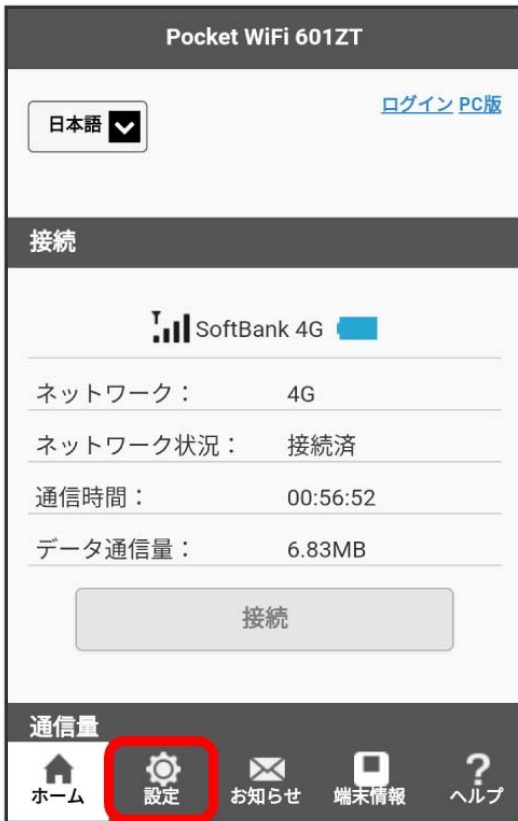 Pocket WiFi 601ZT
ログイン PC版
日本語
接続
SoftBank 4G
ネットワーク： 4G
ネットワーク状況： 接続済
通信時間： 00:56:52
データ通信量： 6.83MB
接続
通信量
ホーム 設定 お知らせ 端末情報 ヘルプ